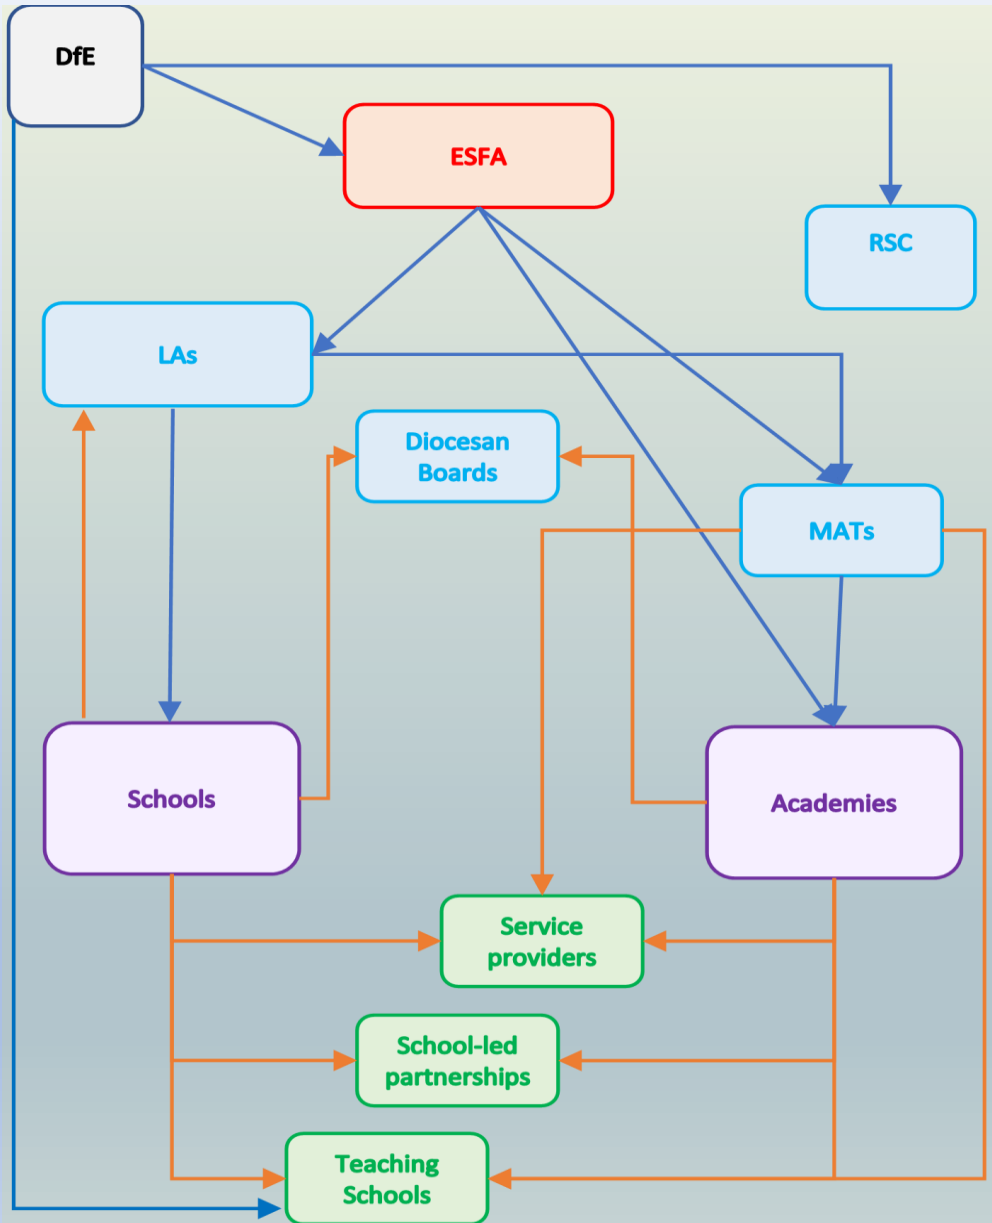 DfE
ESFA
RSC
LAs
Diocesan
Boards
MATs
Schools
Academies
Service
providers
School-led
partnerships
Teaching
Schools